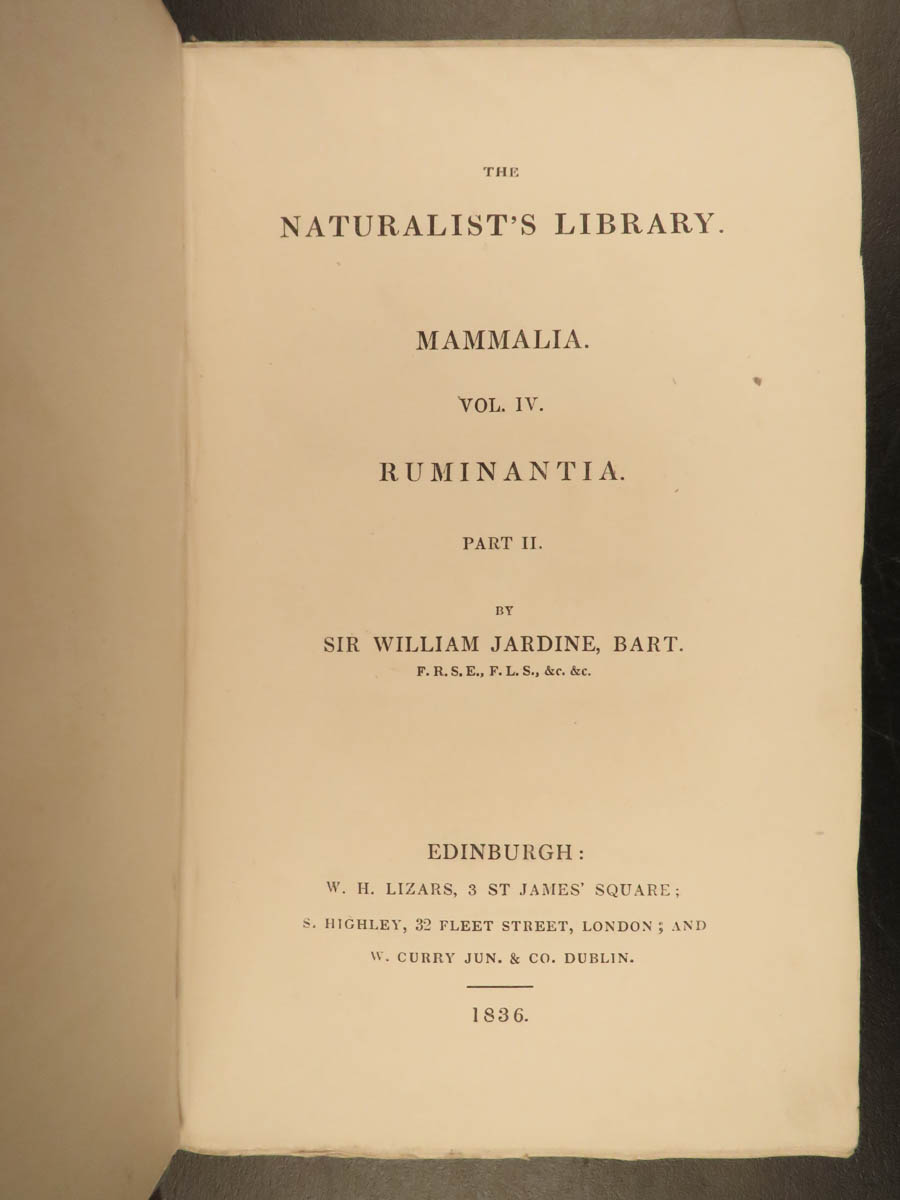 THE
NATURALIST'S LIBRARY.
MAMMALIA.
VOL. IV.
RUMINANTIA.
PART II.
BY
SIR WILLIAM JARDINE, BART.
F. R. S. E., F. L. S., &c. &c.
EDINBURGH:
W. H. LIZARS, 3 ST JAMES' SQUARE;
S. HIGHLEY, 32 FLEET STREET, LONDON; AND
W. CURRY JUN. & CO. DUBLIN.
1836.